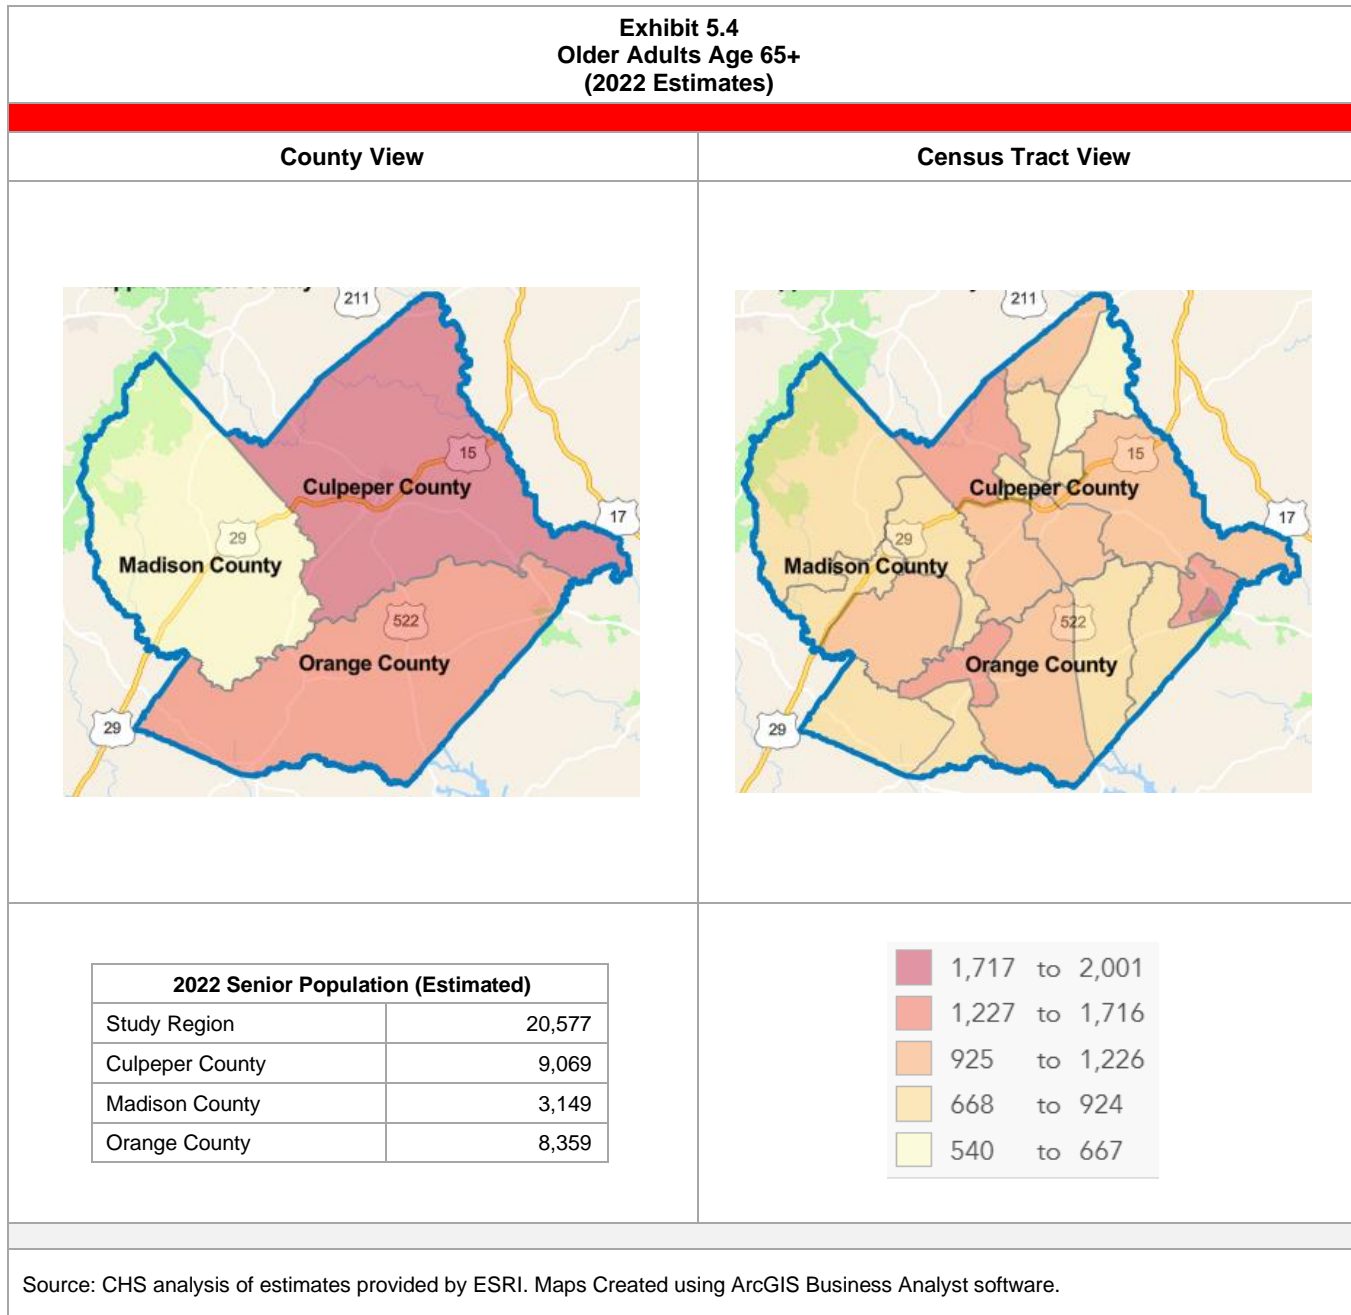 Exhibit 5.4
Older Adults Age 65+
(2022 Estimates)
County View
Census Tract View
211
15
Culpeper County
17
29
Madison County
522
Orange County
29
211
15
Culpeper County
17
29
Madison County
522
Orange County
29
2022 Senior Population (Estimated)
Study Region 20,577
Culpeper County 9,069
Madison County 3,149
Orange County 8,359
1,717 to 2,001
1,227 to 1,716
925 to 1,226
668 to 924
540 to 667
Source: CHS analysis of estimates provided by ESRI. Maps Created using ArcGIS Business Analyst software.